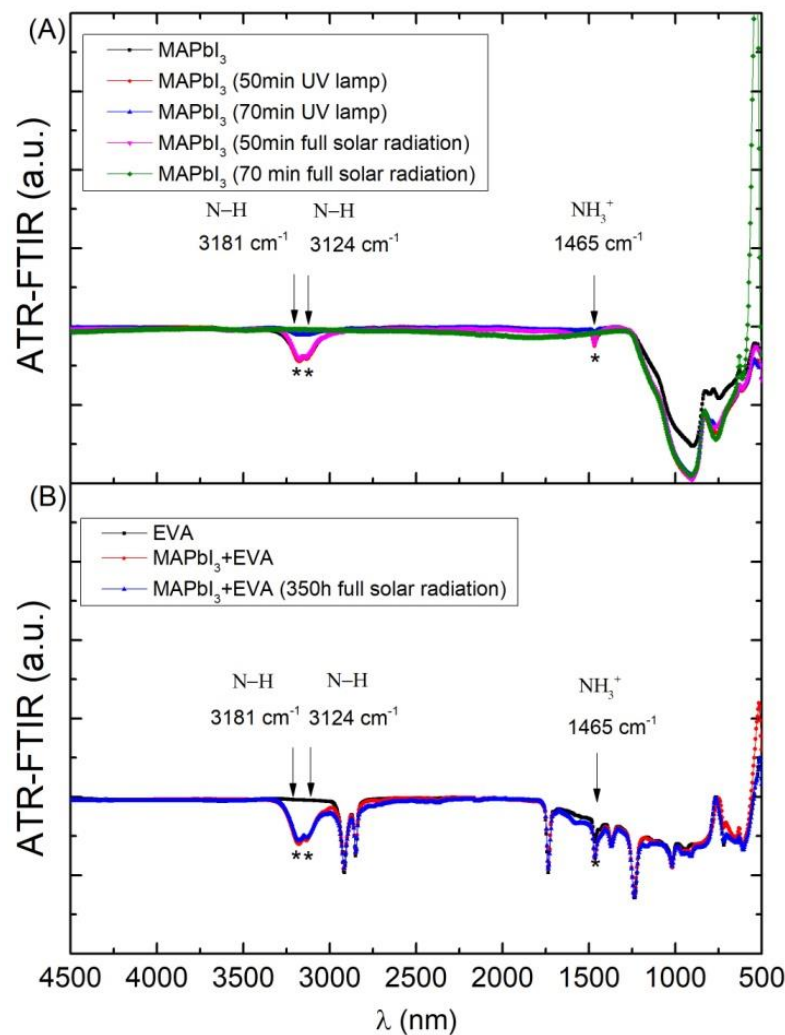 (A)
MAPbI₃
MAPbI₃ (50min UV lamp)
MAPbI₃ (70min UV lamp)
MAPbI₃ (50min full solar radiation)
MAPbI₃ (70 min full solar radiation)
ATR-FTIR (a.u.)
N–H N–H NH₃⁺
3181 cm⁻¹ 3124 cm⁻¹ 1465 cm⁻¹
** *
(B)
EVA
MAPbI₃+EVA
MAPbI₃+EVA (350h full solar radiation)
ATR-FTIR (a.u.)
N–H N–H NH₃⁺
3181 cm⁻¹ 3124 cm⁻¹ 1465 cm⁻¹
** *
4500 4000 3500 3000 2500 2000 1500 1000 500
λ (nm)